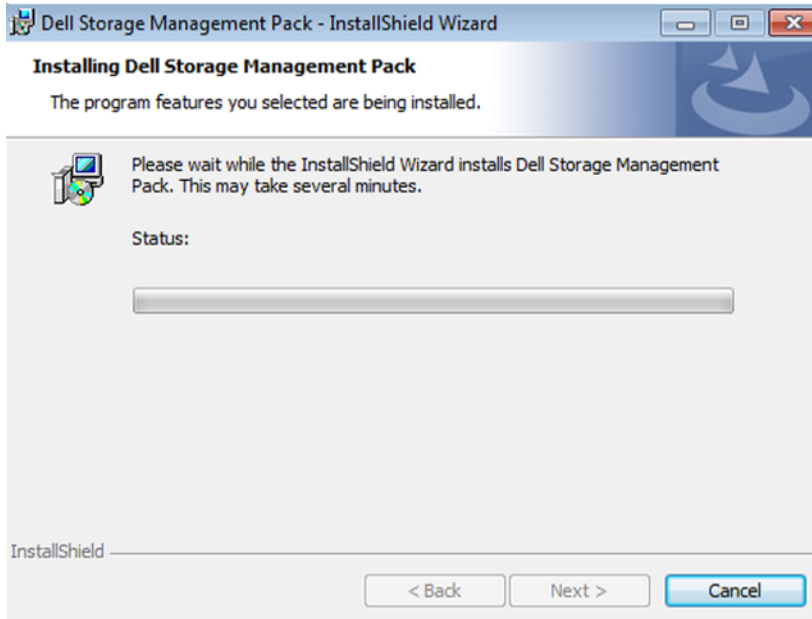 Dell Storage Management Pack - InstallShield Wizard
Installing Dell Storage Management Pack
The program features you selected are being installed.
Please wait while the InstallShield Wizard installs Dell Storage Management
Pack. This may take several minutes.
Status:
InstallShield
< Back Next > Cancel